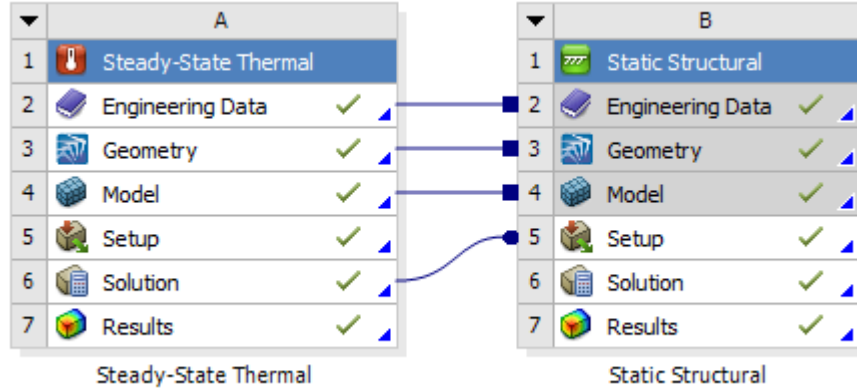 A
1 Steady-State Thermal
2 Engineering Data
3 Geometry
4 Model
5 Setup
6 Solution
7 Results
Steady-State Thermal
B
1 Static Structural
2 Engineering Data
3 Geometry
4 Model
5 Setup
6 Solution
7 Results
Static Structural